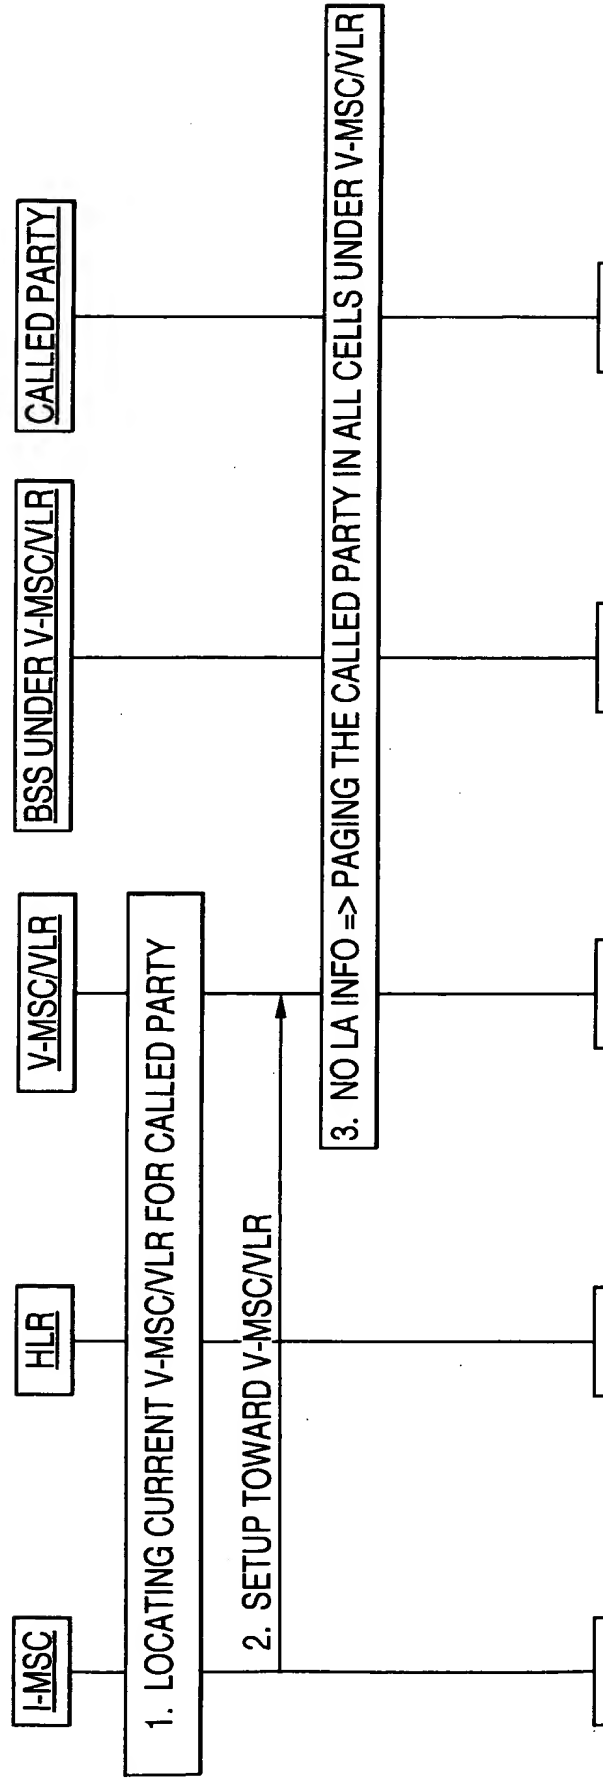 I-MSC
HLR
V-MSC/VLR
BSS UNDER V-MSC/VLR
CALLED PARTY
1. LOCATING CURRENT V-MSC/VLR FOR CALLED PARTY
2. SETUP TOWARD V-MSC/VLR
3. NO LA INFO => PAGING THE CALLED PARTY IN ALL CELLS UNDER V-MSC/VLR